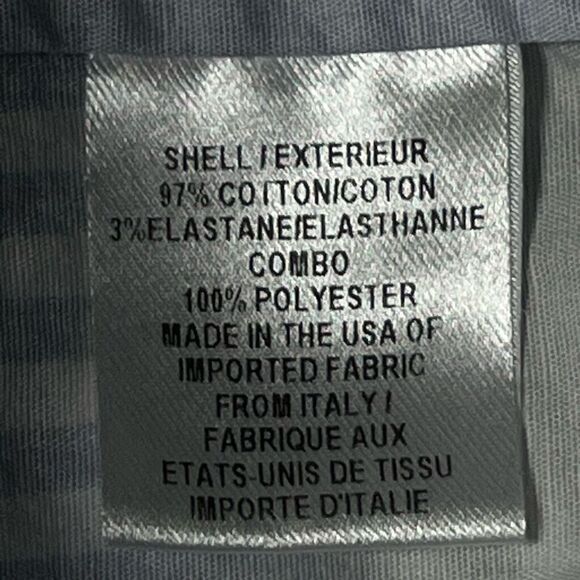 SHELL / EXTERIEUR
97% COTTON/COTON
3% ELASTANE/ELASTHANNE
COMBO
100% POLYESTER
MADE IN THE USA OF
IMPORTED FABRIC
FROM ITALY /
FABRIQUE AUX
ETATS-UNIS DE TISSU
IMPORTE D'ITALIE